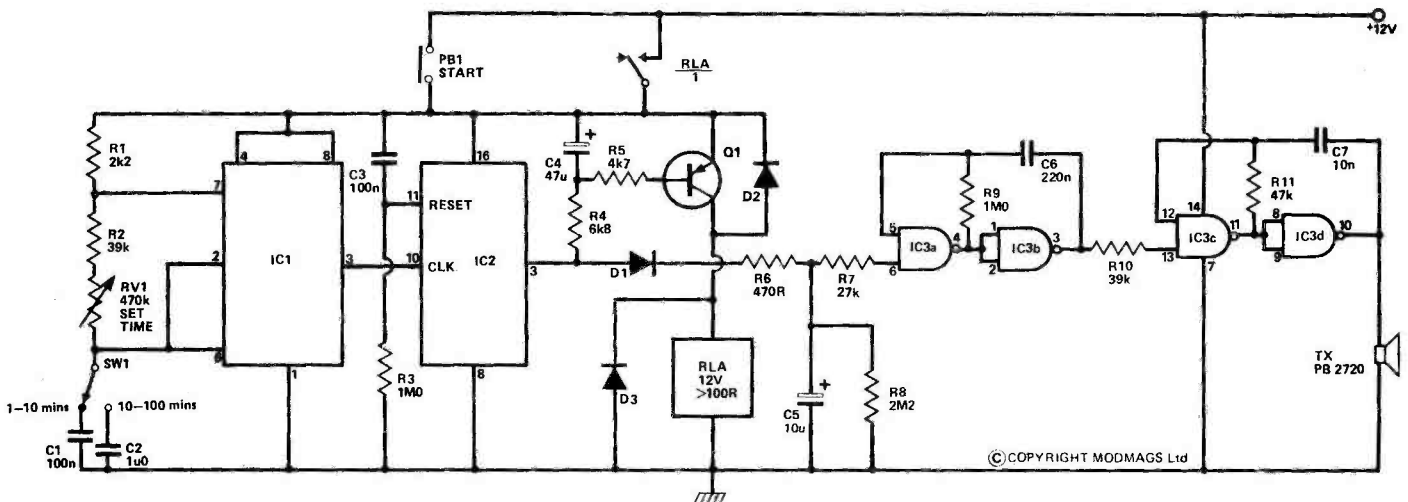 +12V
PB1
START
RLA
1
R1
2k2
4
8
16
C3
100n
C4
47u
+
R5
4k7
Q1
D2
C6
220n
C7
10n
R9
1M0
R11
47k
7
11
RESET
R4
6k8
R2
39k
2
IC1
3
10
CLK
IC2
3
D1
R6
470R
R7
27k
5
6
IC3a
4
1
2
IC3b
3
R10
39k
12
13
14
IC3c
7
11
8
9
IC3d
10
RV1
470k
SET
TIME
6
SW1
1
R3
1M0
8
D3
RLA
12V
>100R
+
C5
10u
R8
2M2
TX
PB 2720
1–10 mins
10–100 mins
C1
100n
C2
1u0
© COPYRIGHT MODMAGS Ltd